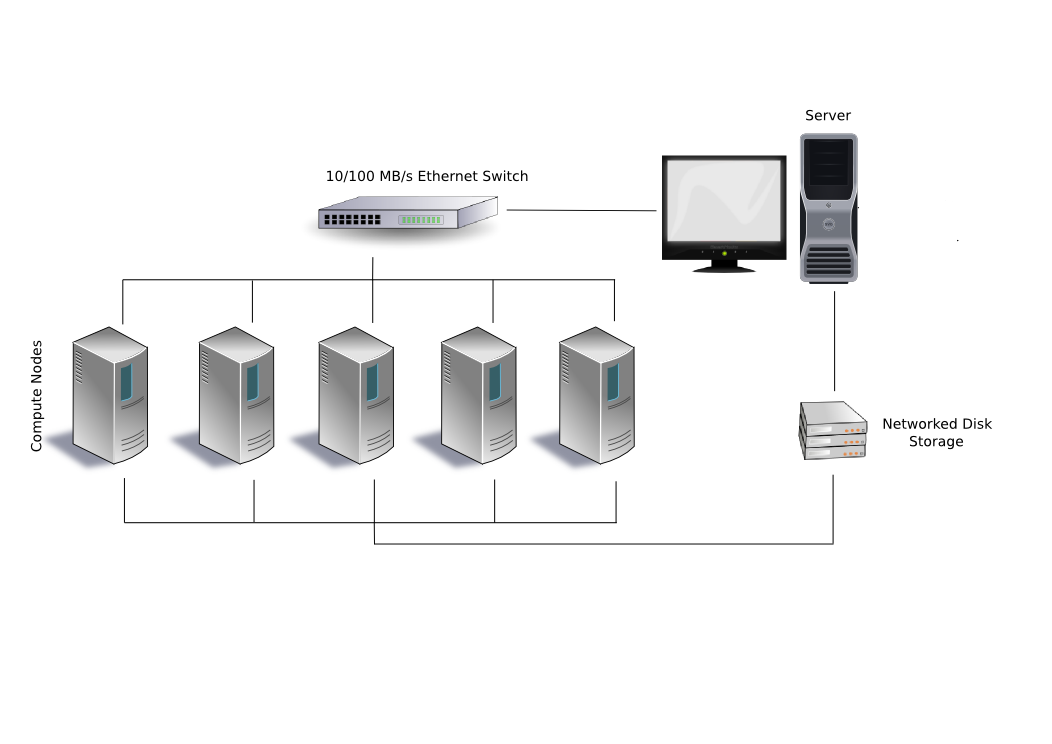 Server
10/100 MB/s Ethernet Switch
Compute Nodes
Networked Disk
Storage